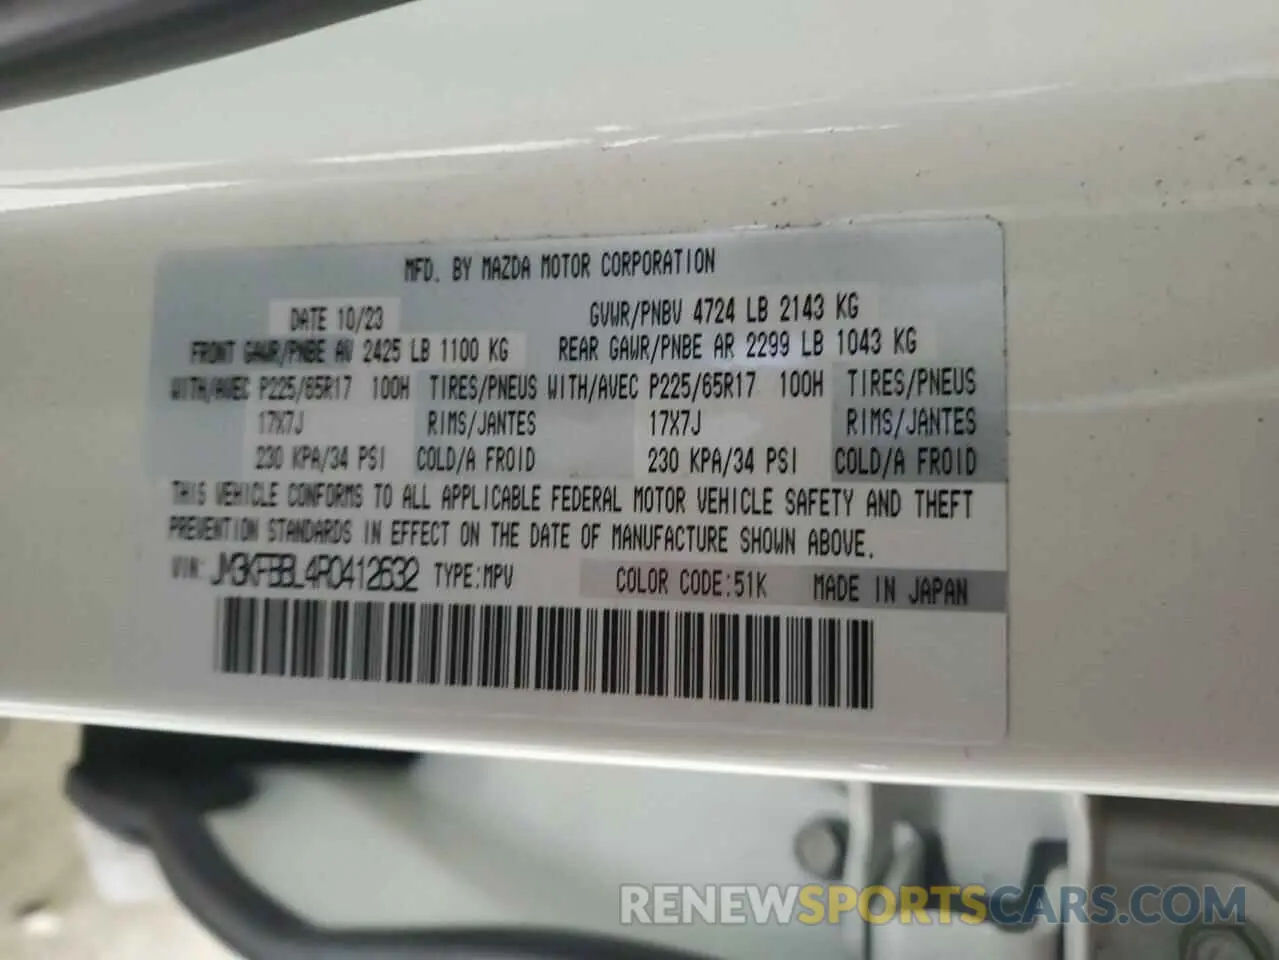 MFD. BY MAZDA MOTOR CORPORATION
DATE 10/23 GVWR/PNBV 4724 LB 2143 KG
FRONT GAWR/PNBE AV 2425 LB 1100 KG REAR GAWR/PNBE AR 2299 LB 1043 KG
WITH/AVEC P225/65R17 100H TIRES/PNEUS WITH/AVEC P225/65R17 100H TIRES/PNEUS
17X7J RIMS/JANTES 17X7J RIMS/JANTES
230 KPA/34 PSI COLD/A FROID 230 KPA/34 PSI COLD/A FROID
THIS VEHICLE CONFORMS TO ALL APPLICABLE FEDERAL MOTOR VEHICLE SAFETY AND THEFT
PREVENTION STANDARDS IN EFFECT ON THE DATE OF MANUFACTURE SHOWN ABOVE.
VIN: JM3KFBBL4R0412632 TYPE:MPV COLOR CODE:51K MADE IN JAPAN
RENEWSPORTSCARS.COM